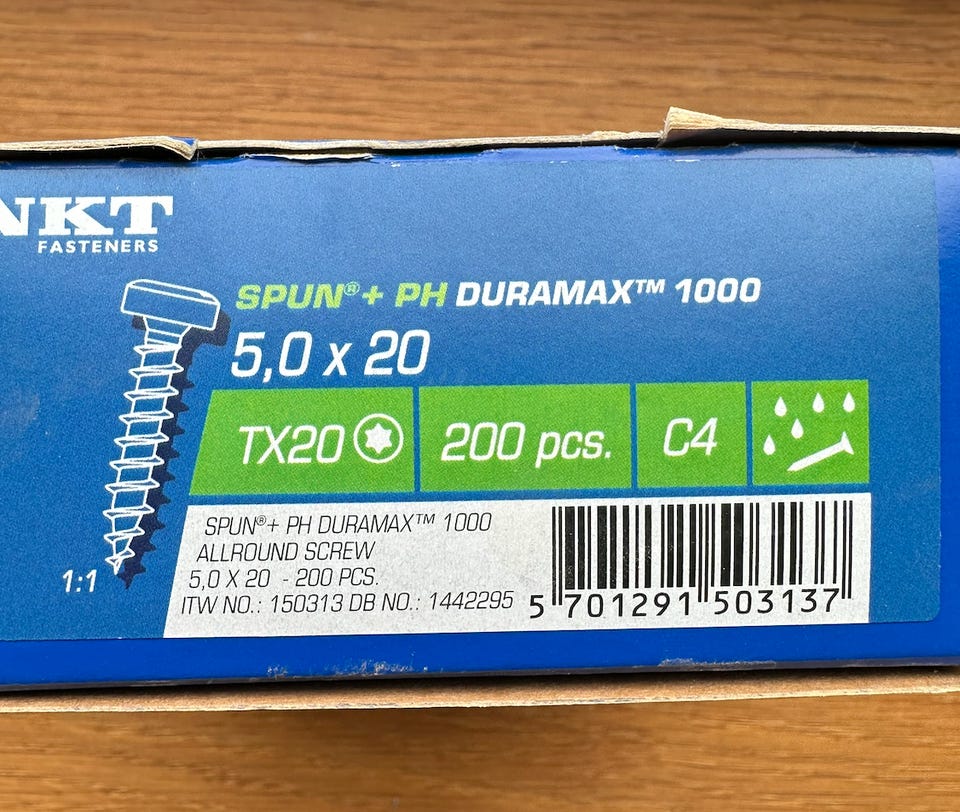 NKT
FASTENERS
SPUN®+ PH DURAMAX™ 1000
5,0 x 20
TX20
200 pcs.
C4
1:1
SPUN®+ PH DURAMAX™ 1000
ALLROUND SCREW
5,0 X 20 - 200 PCS.
ITW NO.: 150313 DB NO.: 1442295
5 701291 503137